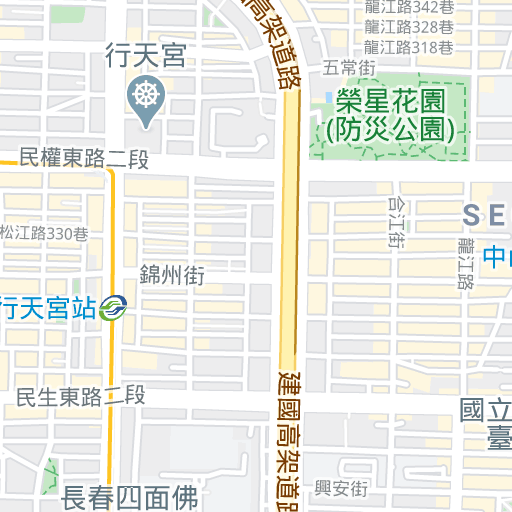 高架道路
龍江路342巷
龍江路328巷
龍江路318巷
五常街
行天宮
榮星花園
(防災公園)
民權東路二段
合江街
SE
松江路330巷
龍江路
中山
錦州街
行天宮站
建國高架道路
民生東路二段
國立
臺
興安街
長春四面佛